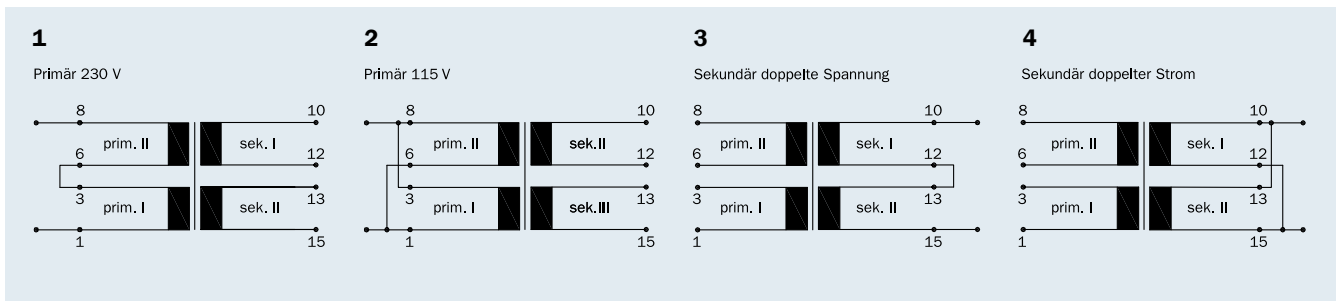 1 2 3 4
Primär 230 V Primär 115 V Sekundär doppelte Spannung Sekundär doppelter Strom
8 10 8 10 8 10 8 10
prim. II sek. I prim. II sek.II prim. II sek. I prim. II sek. I
6 12 6 12 6 12 6 12
3 13 3 13 3 13 3 13
prim. I sek. II prim. I sek.III prim. I sek. II prim. I sek. II
1 15 1 15 1 15 1 15